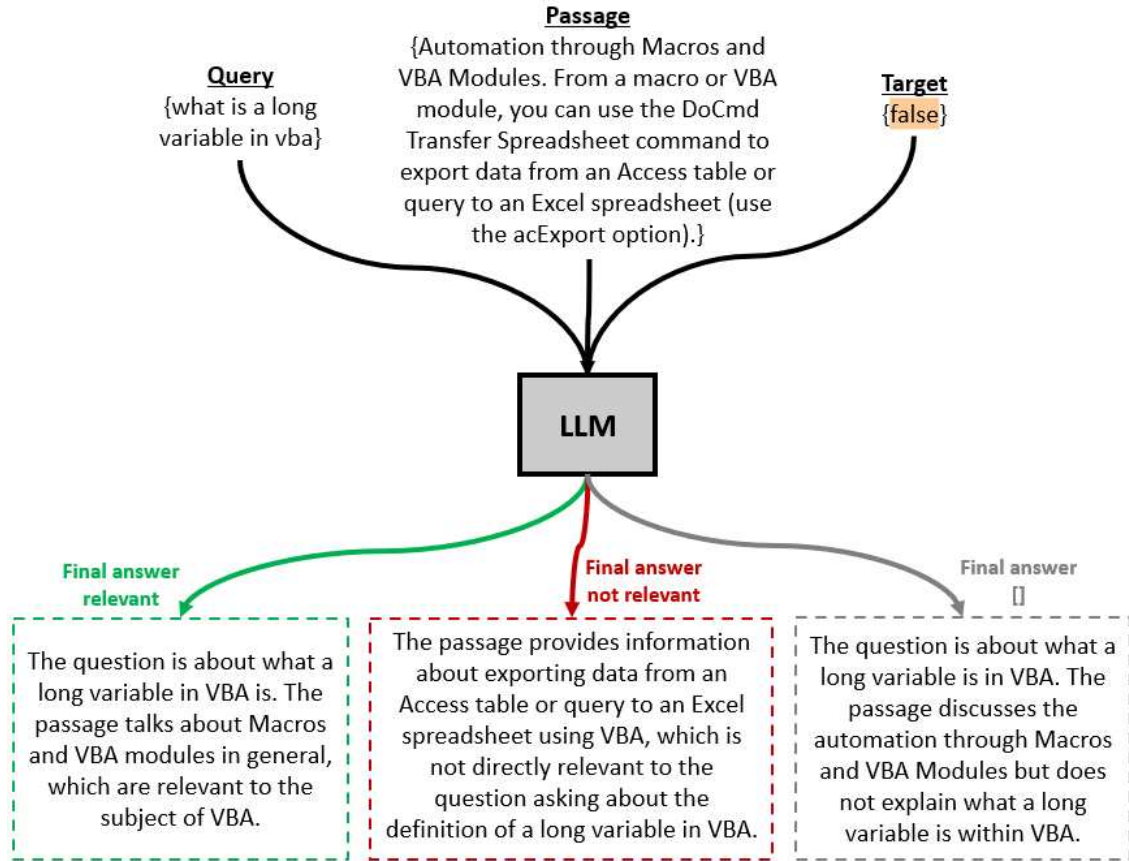 Passage
{Automation through Macros and
VBA Modules. From a macro or VBA
module, you can use the DoCmd
Transfer Spreadsheet command to
export data from an Access table or
query to an Excel spreadsheet (use
the acExport option).}
Query
{what is a long
variable in vba}
Target
{false}
LLM
Final answer
relevant
Final answer
not relevant
Final answer
[]
The question is about what a
long variable in VBA is. The
passage talks about Macros
and VBA modules in general,
which are relevant to the
subject of VBA.
The passage provides information
about exporting data from an
Access table or query to an Excel
spreadsheet using VBA, which is
not directly relevant to the
question asking about the
definition of a long variable in VBA.
The question is about what a
long variable is in VBA. The
passage discusses the
automation through Macros
and VBA Modules but does
not explain what a long
variable is within VBA.